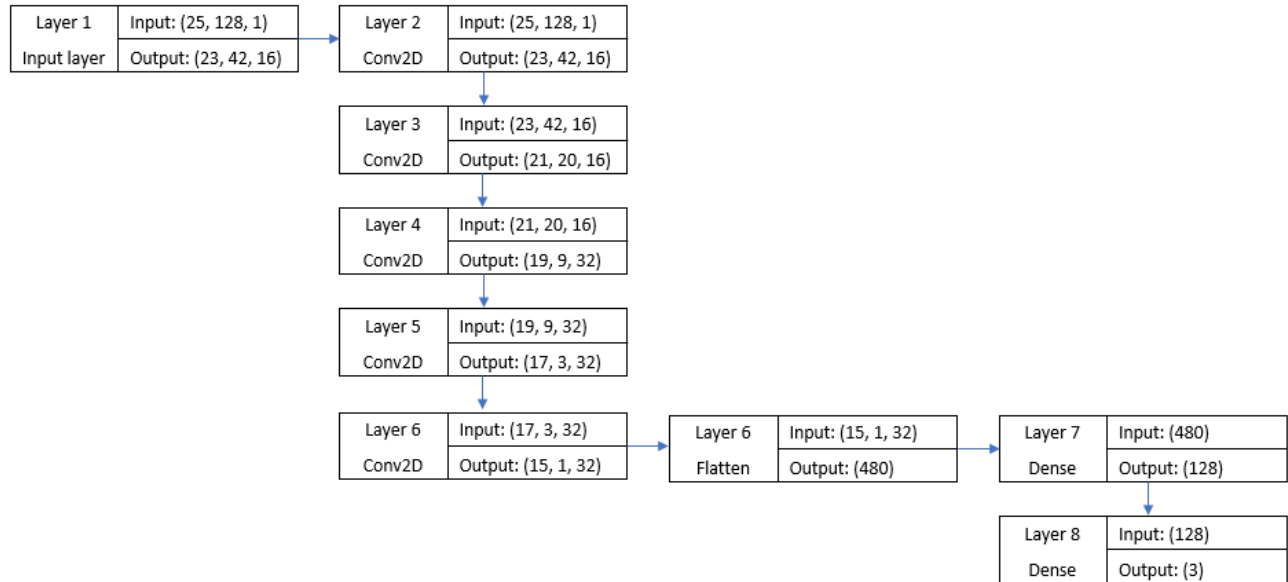 Layer 1
Input layer
Input: (25, 128, 1)
Output: (23, 42, 16)
Layer 2
Conv2D
Input: (25, 128, 1)
Output: (23, 42, 16)
Layer 3
Conv2D
Input: (23, 42, 16)
Output: (21, 20, 16)
Layer 4
Conv2D
Input: (21, 20, 16)
Output: (19, 9, 32)
Layer 5
Conv2D
Input: (19, 9, 32)
Output: (17, 3, 32)
Layer 6
Conv2D
Input: (17, 3, 32)
Output: (15, 1, 32)
Layer 6
Flatten
Input: (15, 1, 32)
Output: (480)
Layer 7
Dense
Input: (480)
Output: (128)
Layer 8
Dense
Input: (128)
Output: (3)